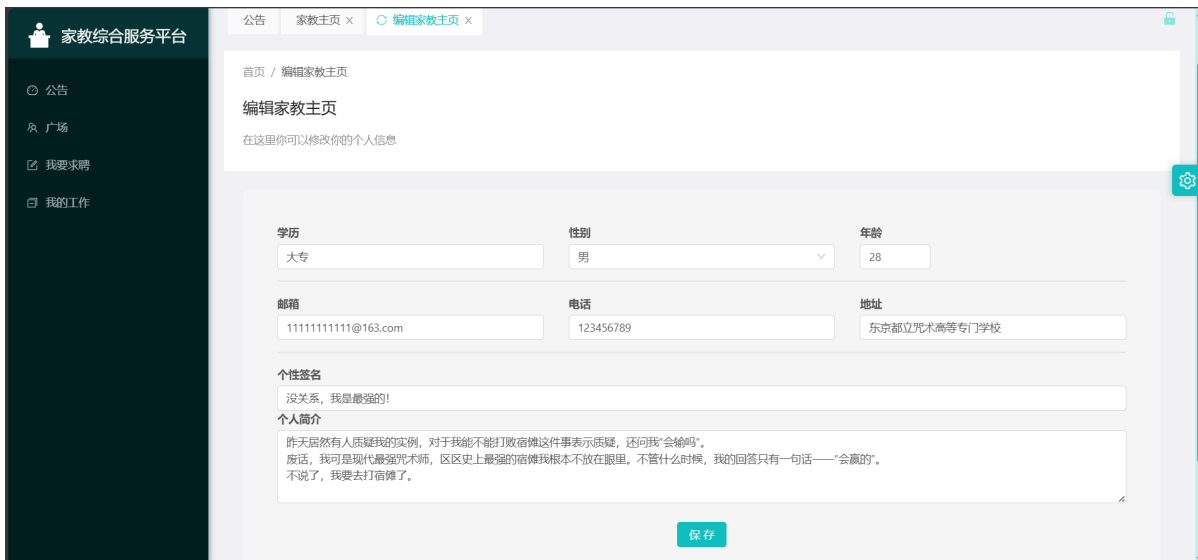 家教综合服务平台
公告 家教主页 × 编辑家教主页 ×
首页 / 编辑家教主页
公告
编辑家教主页
广场
在这里你可以修改你的个人信息
我要求聘
我的工作
学历 性别 年龄
大专 男 28
邮箱 电话 地址
11111111111@163.com 123456789 东京都立咒术高等专门学校
个性签名
没关系，我是最强的!
个人简介
昨天居然有人质疑我的实例，对于我能不能打败宿傩这件事表示质疑，还问我"会输吗"。
废话，我可是现代最强咒术师，区区史上最强的宿傩我根本不放在眼里。不管什么时候，我的回答只有一句话——"会赢的"。
不说了，我要去打宿傩了。
保存